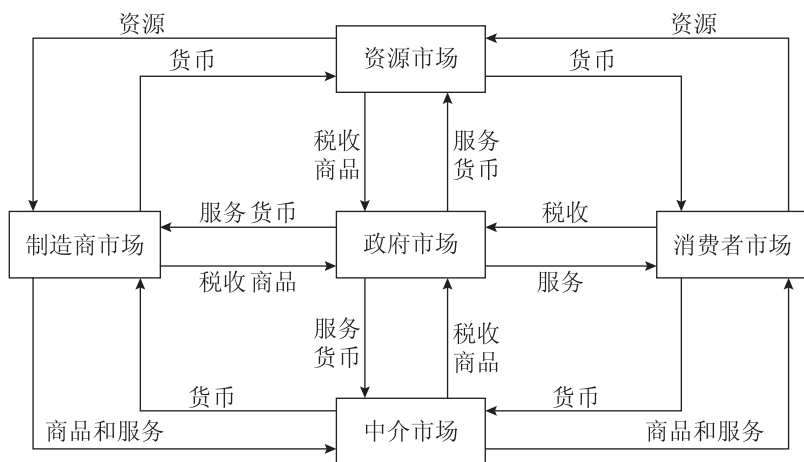 资源
资源
货币
资源市场
货币
税收
商品
服务
货币
服务 货币
税收
制造商市场
政府市场
消费者市场
税收 商品
服务
服务
货币
税收
商品
货币
货币
商品和服务
中介市场
商品和服务